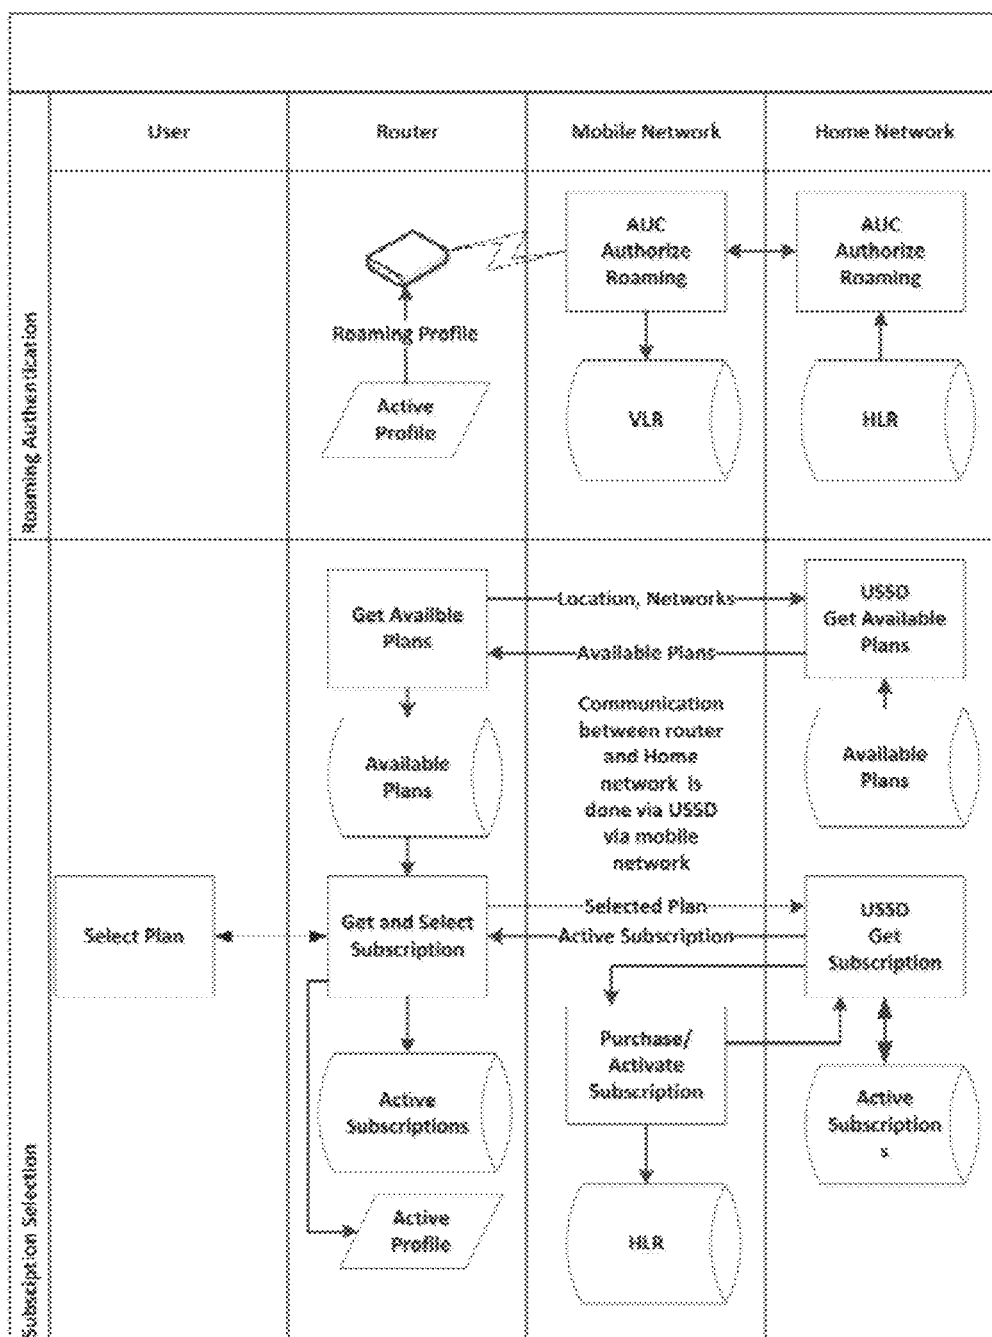 User
Router
Mobile Network
Home Network
Roaming Authentication
AUC
Authorize
Roaming
AUC
Authorize
Roaming
Roaming Profile
Active
Profile
VLR
HLR
Subsciption Selection
Get Availble
Plans
Location, Networks
USSD
Get Available
Plans
Available Plans
Communication
between router
and Home
network is
done via USSD
via mobile
network
Available
Plans
Available
Plans
Select Plan
Get and Select
Subscription
Selected Plan
Active Subscription
USSD
Get
Subscription
Purchase/
Activate
Subscription
Active
Subscriptions
Active
Subscription
s
Active
Profile
HLR